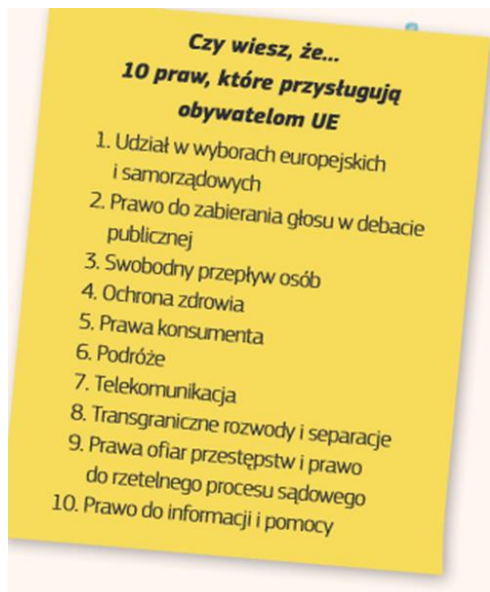 Czy wiesz, że...
10 praw, które przysługują
obywatelom UE
1. Udział w wyborach europejskich
i samorządowych
2. Prawo do zabierania głosu w debacie
publicznej
3. Swobodny przepływ osób
4. Ochrona zdrowia
5. Prawa konsumenta
6. Podróże
7. Telekomunikacja
8. Transgraniczne rozwody i separacje
9. Prawa ofiar przestępstw i prawo
do rzetelnego procesu sądowego
10. Prawo do informacji i pomocy